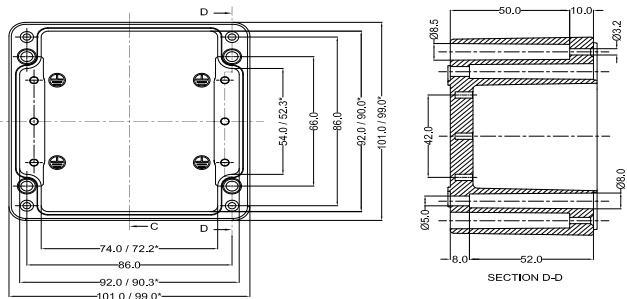 D
54.0 / 52.3*
66.0
86.0
92.0 / 90.0*
101.0 / 99.0*
C
D
74.0 / 72.2*
86.0
92.0 / 90.3*
101.0 / 99.0*
50.0
10.0
Ø8.5
Ø3.2
42.0
Ø5.0
Ø8.0
8.0
52.0
SECTION D-D